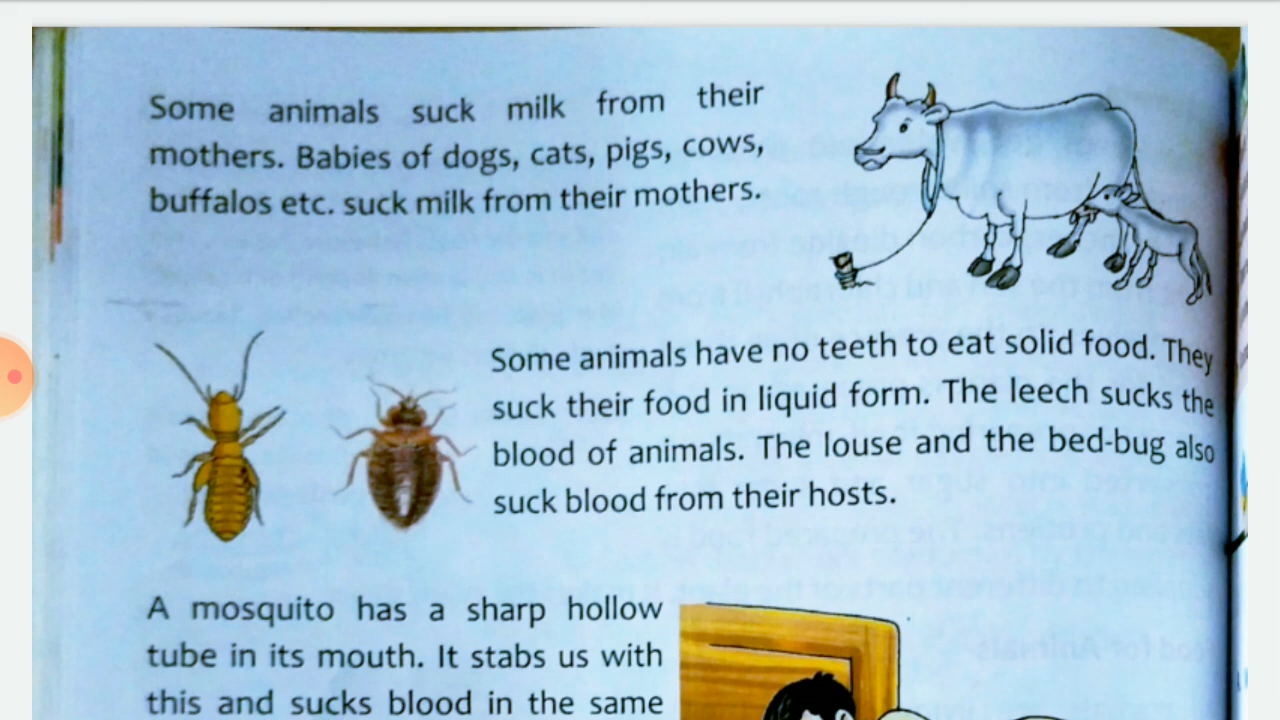 Some animals suck milk from their
mothers. Babies of dogs, cats, pigs, cows,
buffalos etc. suck milk from their mothers.
Some animals have no teeth to eat solid food. They
suck their food in liquid form. The leech sucks the
blood of animals. The louse and the bed-bug also
suck blood from their hosts.
A mosquito has a sharp hollow
tube in its mouth. It stabs us with
this and sucks blood in the same